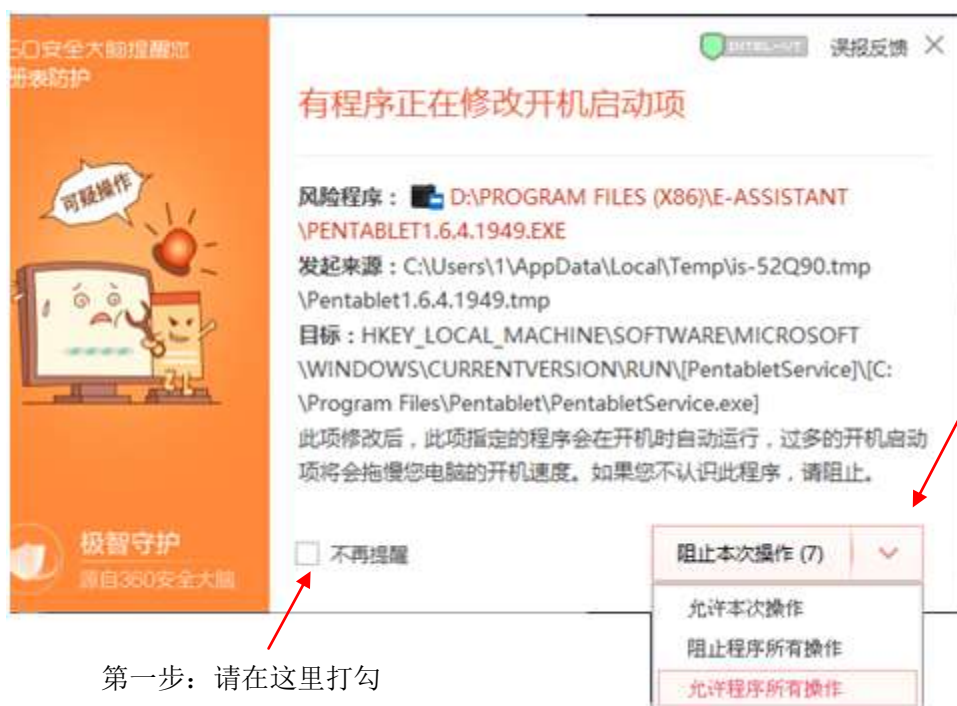 60安全大脑提醒您
册表防护
误报反馈
有程序正在修改开机启动项
可疑操作
风险程序： D:\PROGRAM FILES (X86)\E-ASSISTANT
\PENTABLET1.6.4.1949.EXE
发起来源：C:\Users\1\AppData\Local\Temp\is-52Q90.tmp
\Pentablet1.6.4.1949.tmp
目标：HKEY_LOCAL_MACHINE\SOFTWARE\MICROSOFT
\WINDOWS\CURRENTVERSION\RUN\[PentabletService]\[C:
\Program Files\Pentablet\PentabletService.exe]
此项修改后，此项指定的程序会在开机时自动运行，过多的开机启动
项将会拖慢您电脑的开机速度。如果您不认识此程序，请阻止。
极智守护
源自360安全大脑
不再提醒
阻止本次操作 (7)
允许本次操作
阻止程序所有操作
允许程序所有操作
第一步：请在这里打勾